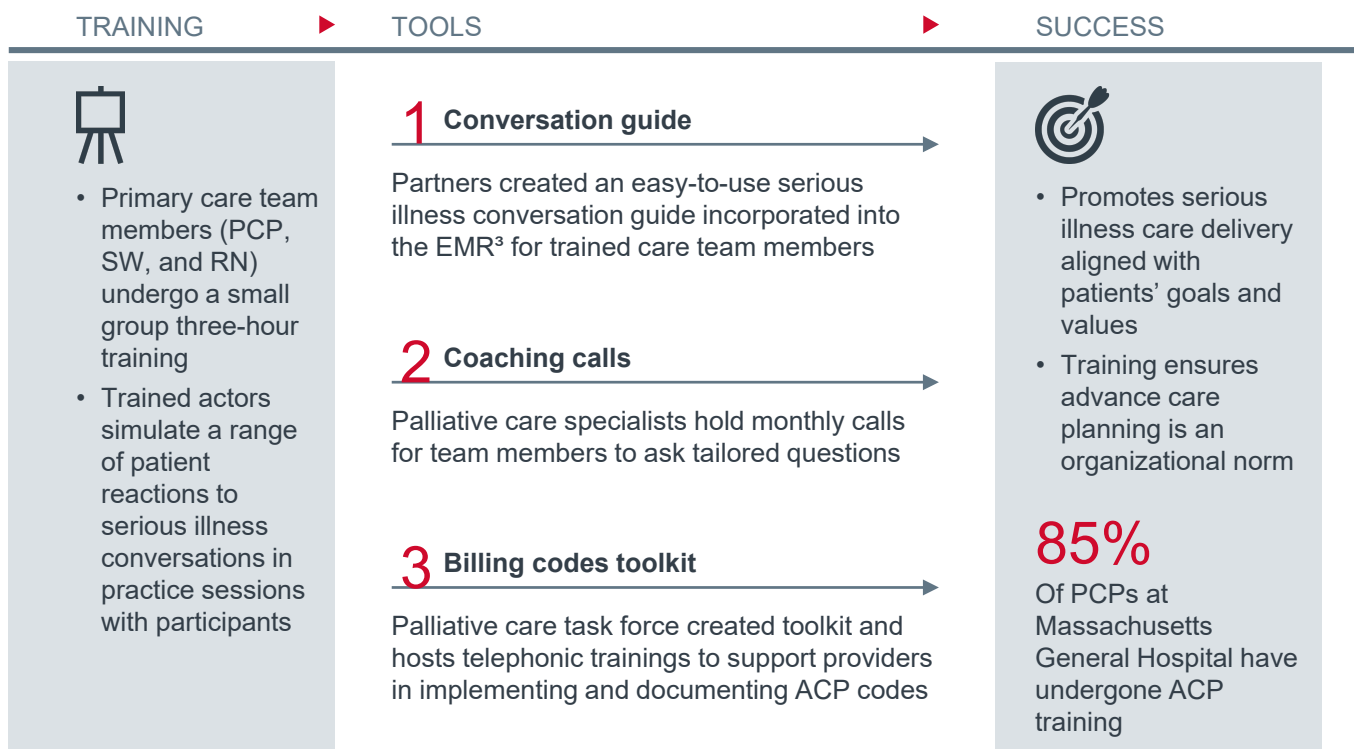 TRAINING
TOOLS
SUCCESS
• Primary care team
members (PCP,
SW, and RN)
undergo a small
group three-hour
training
• Trained actors
simulate a range
of patient
reactions to
serious illness
conversations in
practice sessions
with participants
1 Conversation guide
Partners created an easy-to-use serious
illness conversation guide incorporated into
the EMR³ for trained care team members
2 Coaching calls
Palliative care specialists hold monthly calls
for team members to ask tailored questions
3 Billing codes toolkit
Palliative care task force created toolkit and
hosts telephonic trainings to support providers
in implementing and documenting ACP codes
• Promotes serious
illness care delivery
aligned with
patients’ goals and
values
• Training ensures
advance care
planning is an
organizational norm
85%
Of PCPs at
Massachusetts
General Hospital have
undergone ACP
training